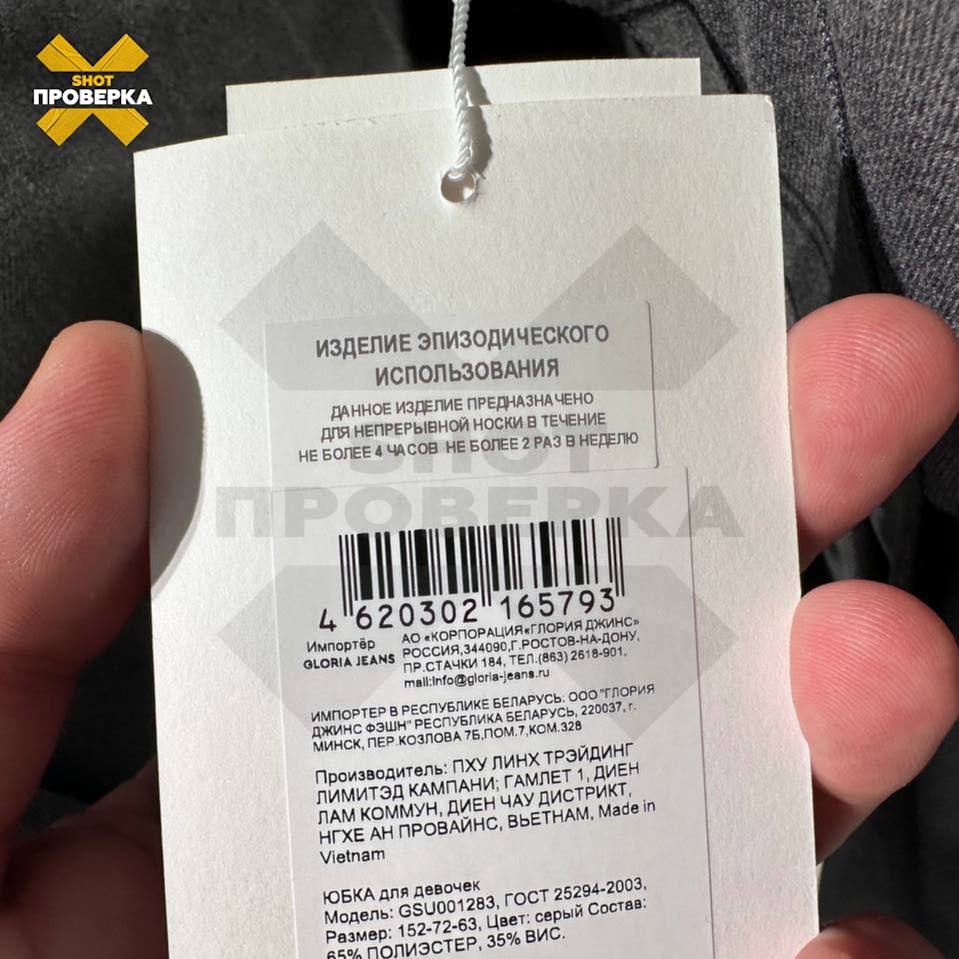 SHOT
ПРОВЕРКА
ИЗДЕЛИЕ ЭПИЗОДИЧЕСКОГО
ИСПОЛЬЗОВАНИЯ
ДАННОЕ ИЗДЕЛИЕ ПРЕДНАЗНАЧЕНО
ДЛЯ НЕПРЕРЫВНОЙ НОСКИ В ТЕЧЕНИЕ
НЕ БОЛЕЕ 4 ЧАСОВ НЕ БОЛЕЕ 2 РАЗ В НЕДЕЛЮ
SHOT
ПРОВЕРКА
4 620302 165793
Импортёр
GLORIA JEANS
АО «КОРПОРАЦИЯ«ГЛОРИЯ ДЖИНС»
РОССИЯ,344090,Г.РОСТОВ-НА-ДОНУ,
ПР.СТАЧКИ 184, ТЕЛ.(863) 2618-901.
mail:Info@gloria-jeans.ru
ИМПОРТЕР В РЕСПУБЛИКЕ БЕЛАРУСЬ: ООО "ГЛОРИЯ
ДЖИНС ФЭШН" РЕСПУБЛИКА БЕЛАРУСЬ, 220037, г.
МИНСК, ПЕР.КОЗЛОВА 7Б,ПОМ.7,КОМ.328
Производитель: ПХУ ЛИНХ ТРЭЙДИНГ
ЛИМИТЭД КАМПАНИ; ГАМЛЕТ 1, ДИЕН
ЛАМ КОММУН, ДИЕН ЧАУ ДИСТРИКТ,
НГХЕ АН ПРОВАЙНС, ВЬЕТНАМ, Made in
Vietnam
ЮБКА для девочек
Модель: GSU001283, ГОСТ 25294-2003,
Размер: 152-72-63, Цвет: серый Состав:
65% ПОЛИЭСТЕР, 35% ВИС.